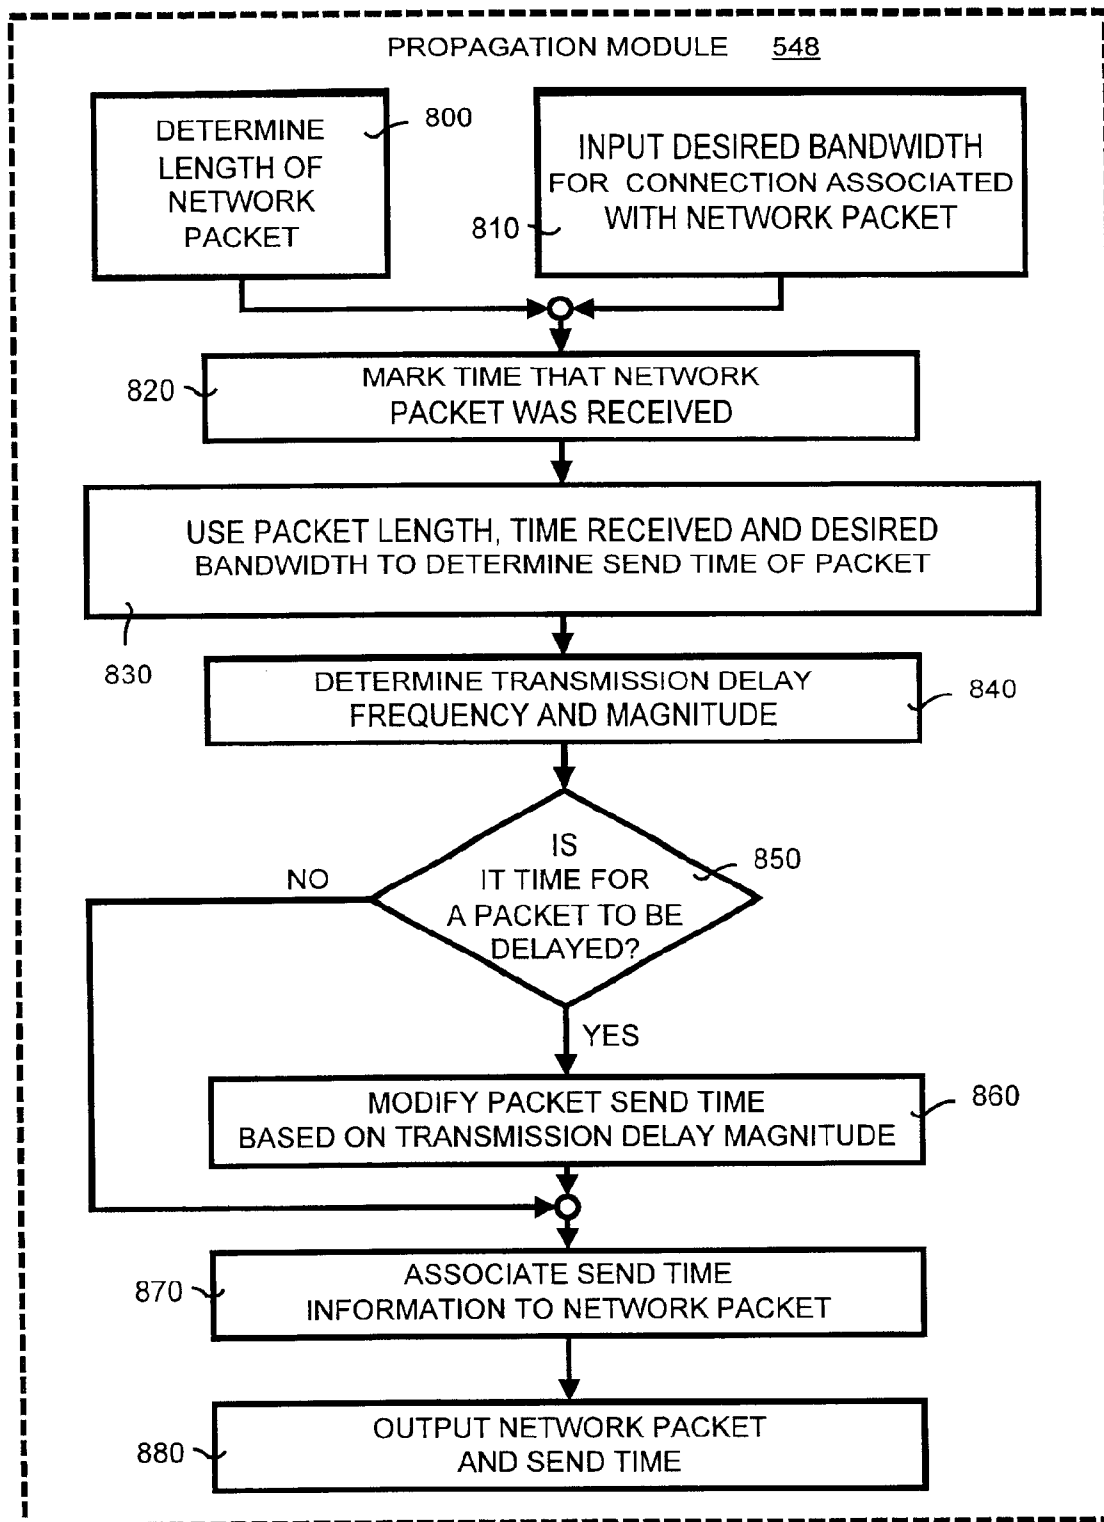 PROPAGATION MODULE 548
DETERMINE
LENGTH OF
NETWORK
PACKET
800
INPUT DESIRED BANDWIDTH
FOR CONNECTION ASSOCIATED
WITH NETWORK PACKET
810
MARK TIME THAT NETWORK
PACKET WAS RECEIVED
820
USE PACKET LENGTH, TIME RECEIVED AND DESIRED
BANDWIDTH TO DETERMINE SEND TIME OF PACKET
830
DETERMINE TRANSMISSION DELAY
FREQUENCY AND MAGNITUDE
840
IS
IT TIME FOR
A PACKET TO BE
DELAYED?
850
NO
YES
MODIFY PACKET SEND TIME
BASED ON TRANSMISSION DELAY MAGNITUDE
860
ASSOCIATE SEND TIME
INFORMATION TO NETWORK PACKET
870
OUTPUT NETWORK PACKET
AND SEND TIME
880